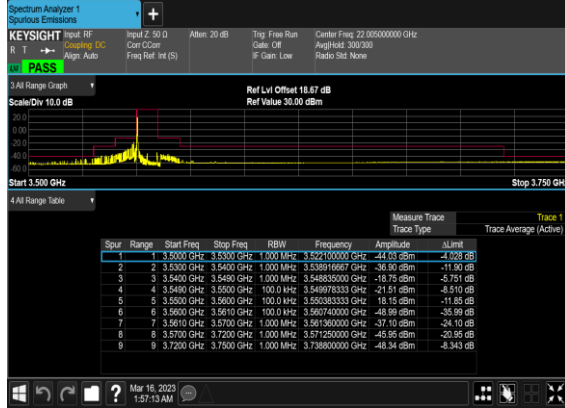 Spectrum Analyzer 1
Spurious Emissions
KEYSIGHT Input: RF Input Z: 50 Ω Atten: 20 dB Trig: Free Run Center Freq: 22.005000000 GHz
R T Coupling: DC Corr CCorr Gate: Off Avg|Hold: 300/300
Align: Auto Freq Ref: Int (S) IF Gain: Low Radio Std: None
PASS
3 All Range Graph
Ref Lvl Offset 18.67 dB
Scale/Div 10.0 dB Ref Value 30.00 dBm
20.0
0.00
-20.0
-40.0
-60.0
Start 3.500 GHz Stop 3.750 GH
4 All Range Table
Measure Trace Trace 1
Trace Type Trace Average (Active)
Spur Range Start Freq Stop Freq RBW Frequency Amplitude ΔLimit
1 1 3.5000 GHz 3.5300 GHz 1.000 MHz 3.522100000 GHz -44.03 dBm -4.028 dB
2 2 3.5300 GHz 3.5400 GHz 1.000 MHz 3.538916667 GHz -36.90 dBm -11.90 dB
3 3 3.5400 GHz 3.5490 GHz 1.000 MHz 3.548835000 GHz -18.75 dBm -5.751 dB
4 4 3.5490 GHz 3.5500 GHz 100.0 kHz 3.549978333 GHz -21.51 dBm -8.510 dB
5 5 3.5500 GHz 3.5600 GHz 100.0 kHz 3.550383333 GHz 18.15 dBm -11.85 dB
6 6 3.5600 GHz 3.5610 GHz 100.0 kHz 3.560740000 GHz -48.99 dBm -35.99 dB
7 7 3.5610 GHz 3.5700 GHz 1.000 MHz 3.561360000 GHz -37.10 dBm -24.10 dB
8 8 3.5700 GHz 3.7200 GHz 1.000 MHz 3.571250000 GHz -45.95 dBm -20.95 dB
9 9 3.7200 GHz 3.7500 GHz 1.000 MHz 3.738800000 GHz -48.34 dBm -8.343 dB
Mar 16, 2023
1:57:13 AM